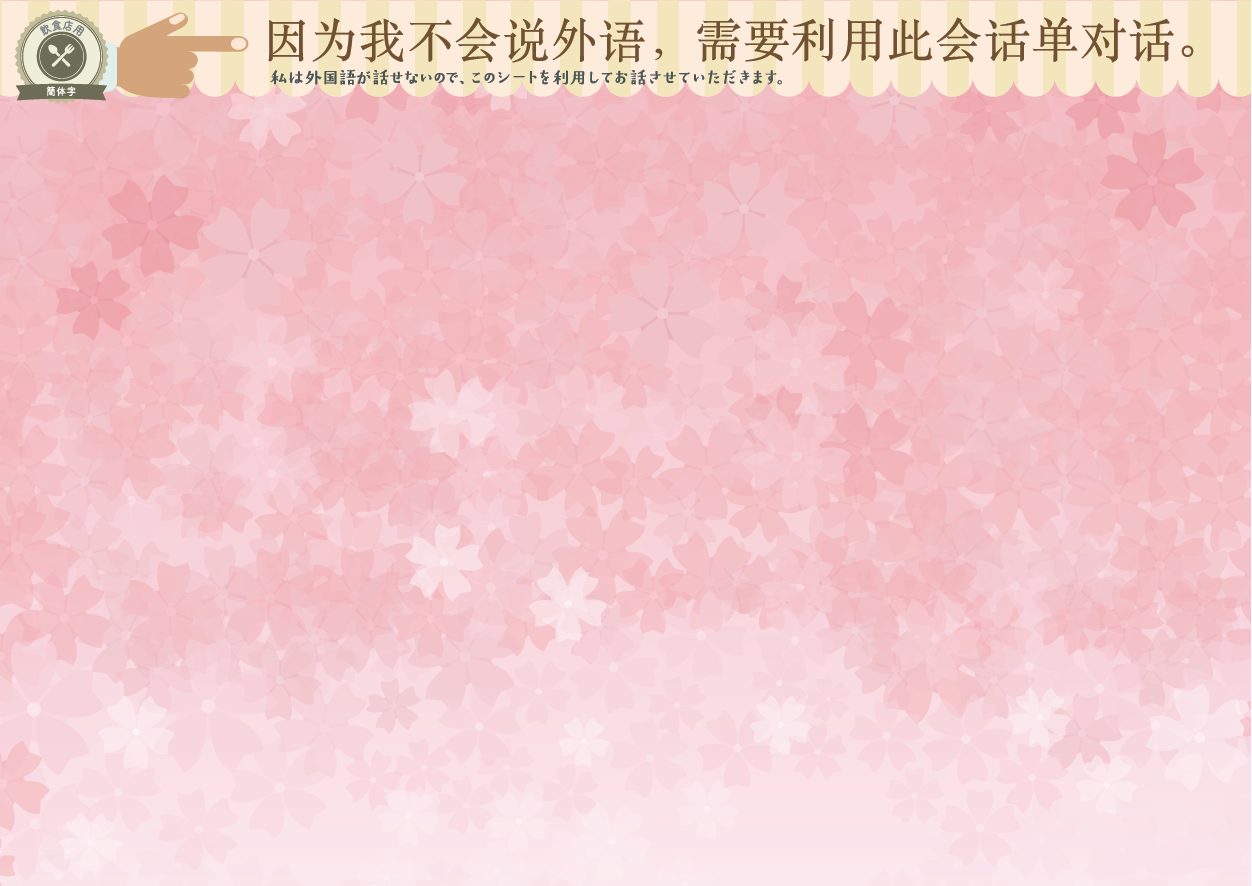 飲食店用
簡体字
因为我不会说外语，需要利用此会话单对话。
私は外国語が話せないので、このシートを利用してお話させていただきます。